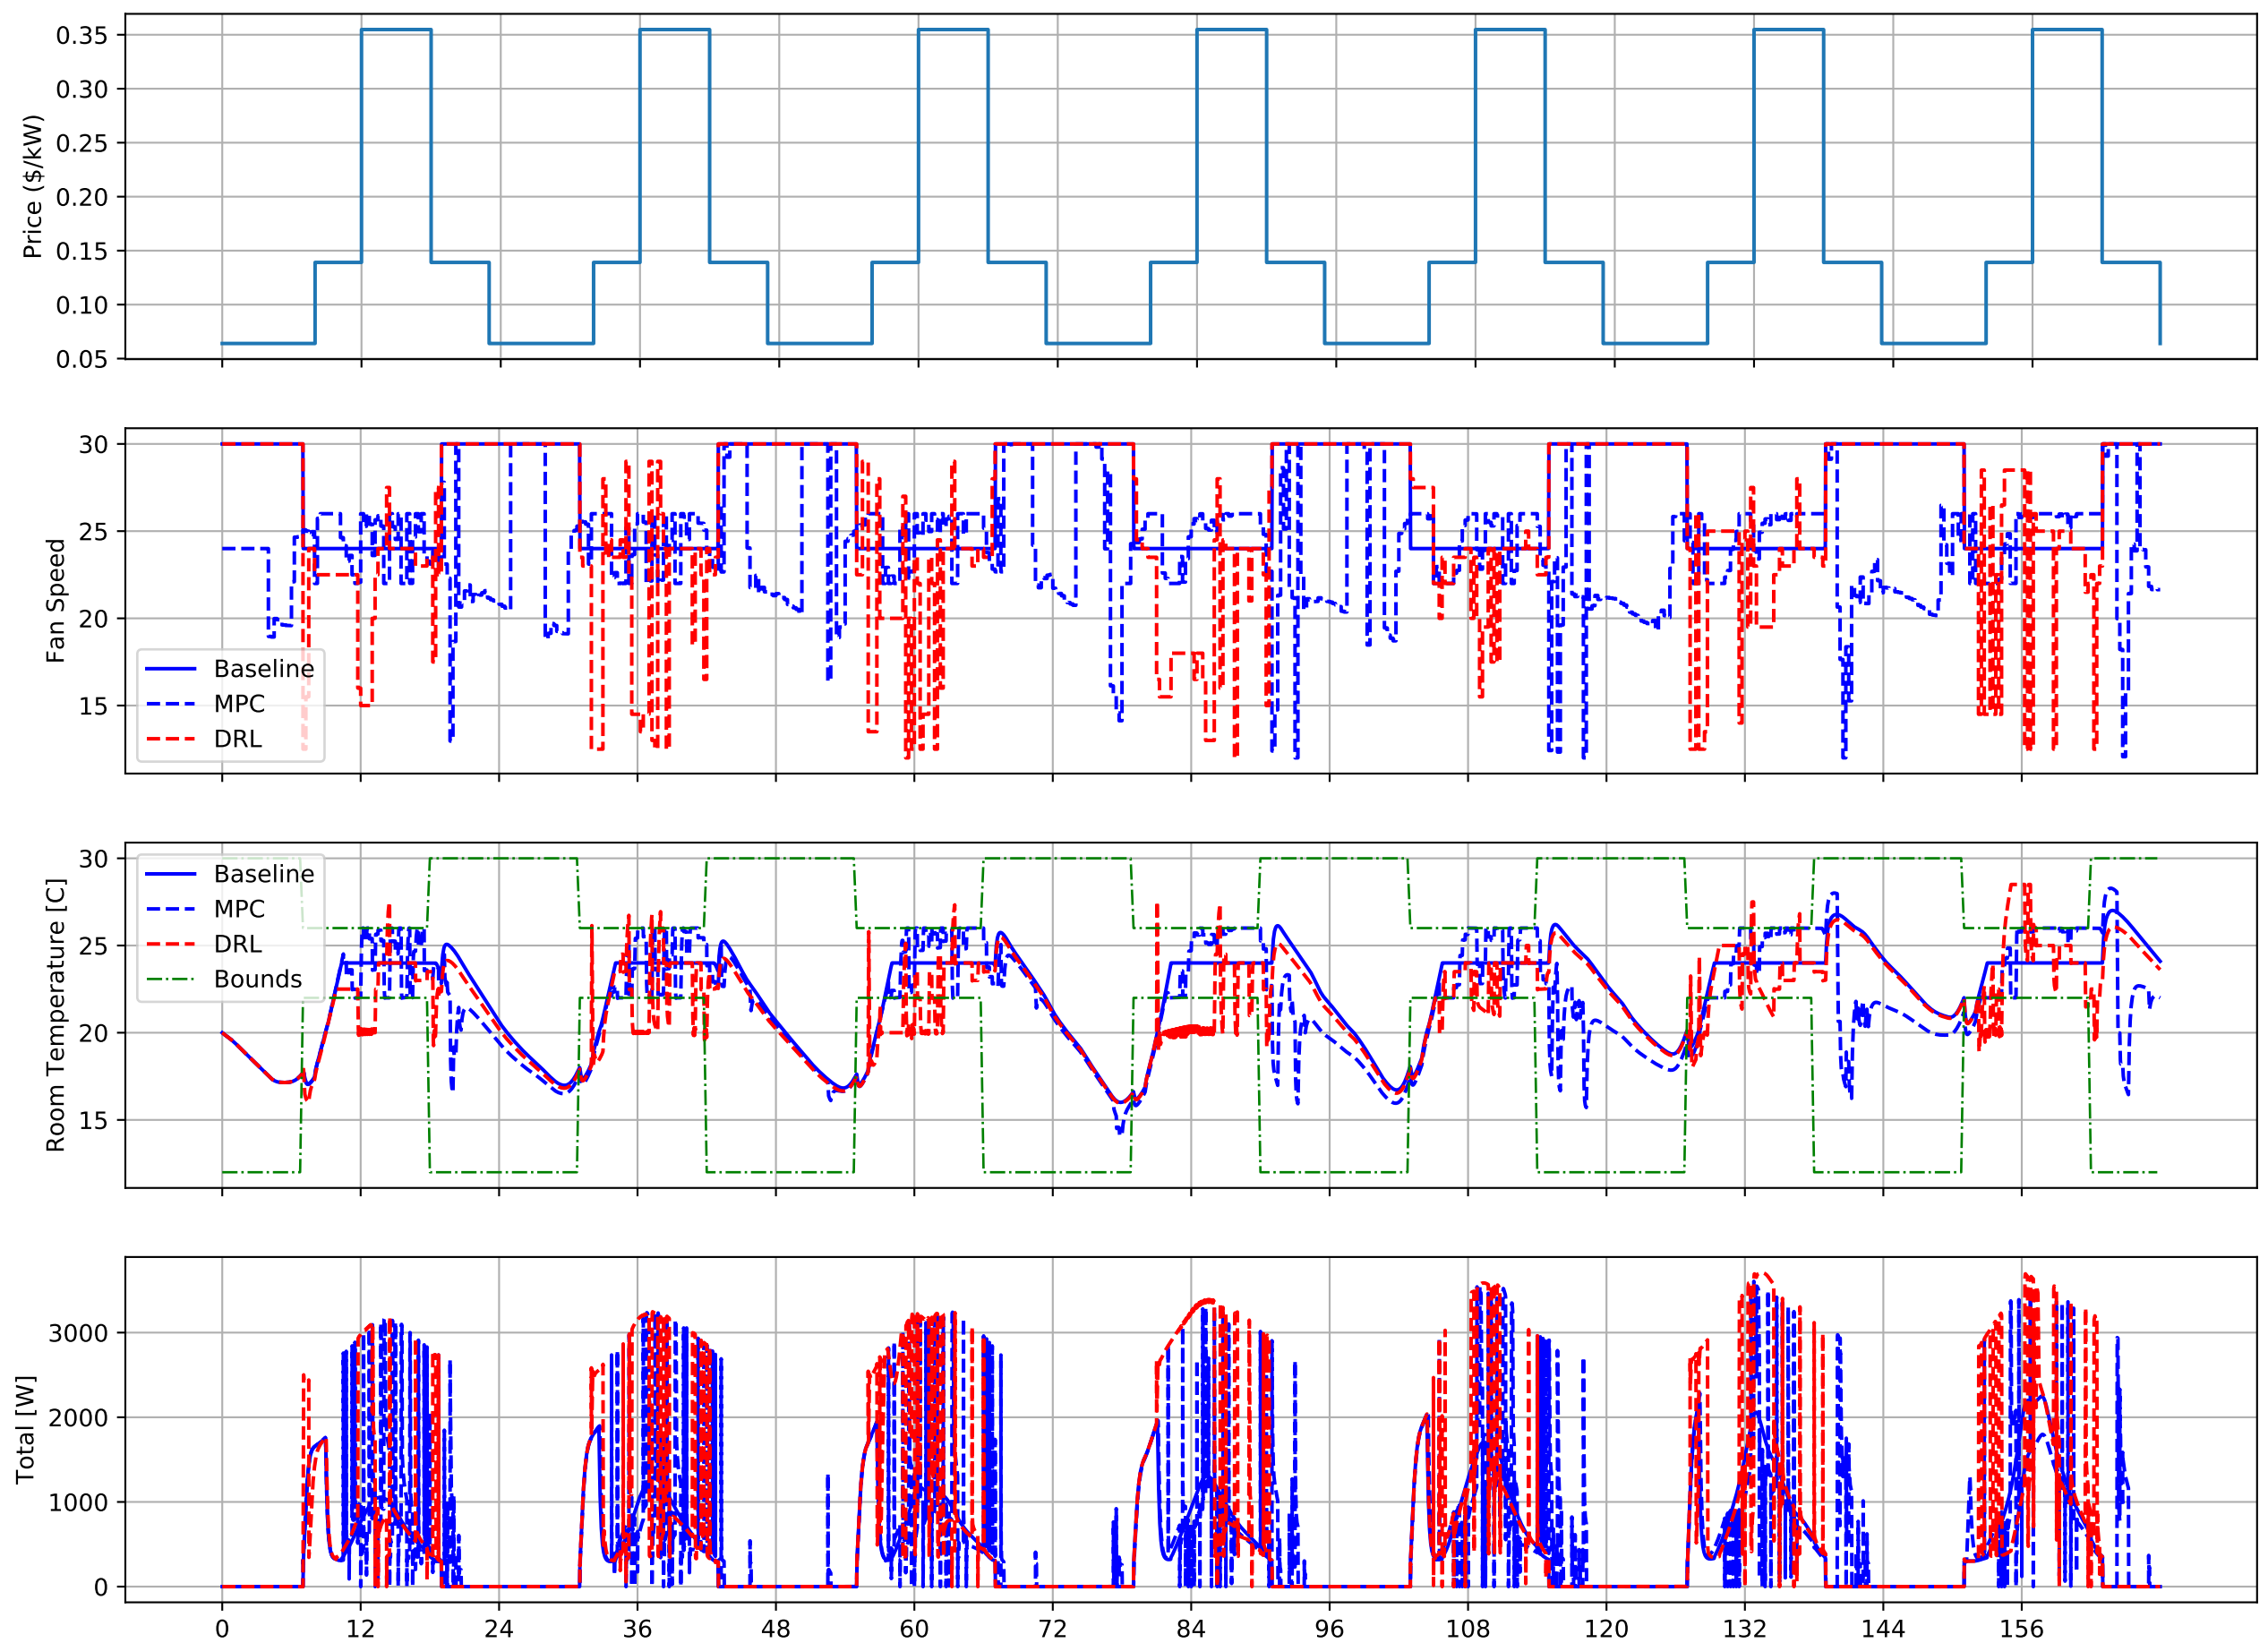 Price ($/kW)
0.35
0.30
0.25
0.20
0.15
0.10
0.05
Fan Speed
30
25
20
15
Baseline
MPC
DRL
Room Temperature [C]
30
25
20
15
Baseline
MPC
DRL
Bounds
Total [W]
3000
2000
1000
0
0 12 24 36 48 60 72 84 96 108 120 132 144 156